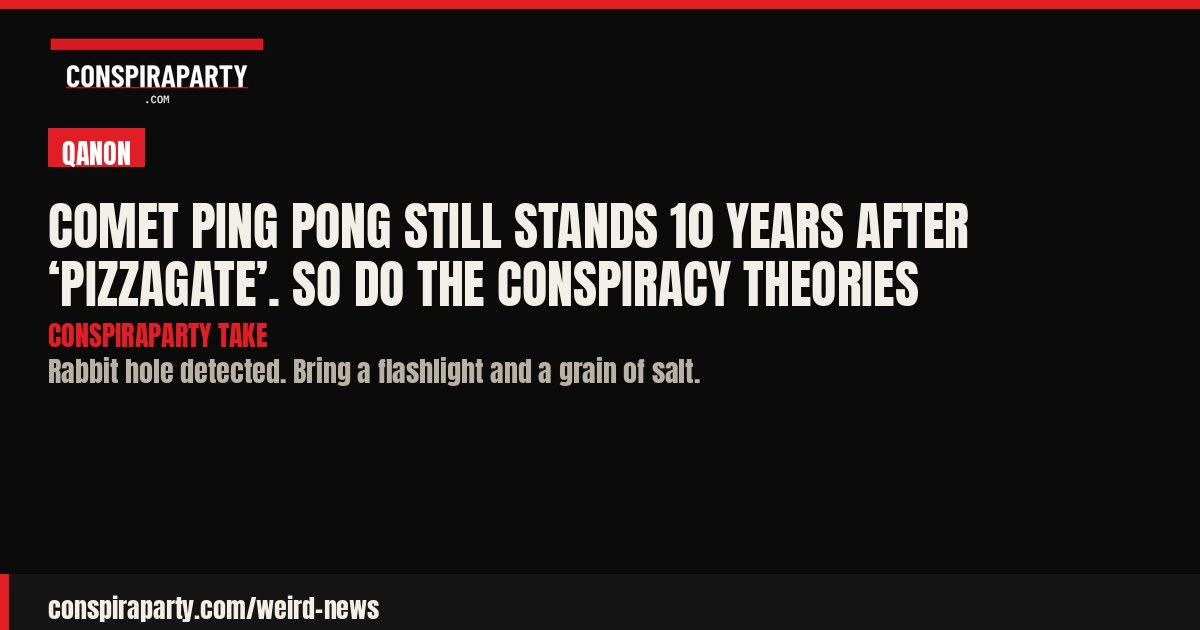 CONSPIRAPARTY
.COM
QANON
COMET PING PONG STILL STANDS 10 YEARS AFTER
‘PIZZAGATE’. SO DO THE CONSPIRACY THEORIES
CONSPIRAPARTY TAKE
Rabbit hole detected. Bring a flashlight and a grain of salt.
conspiraparty.com/weird-news